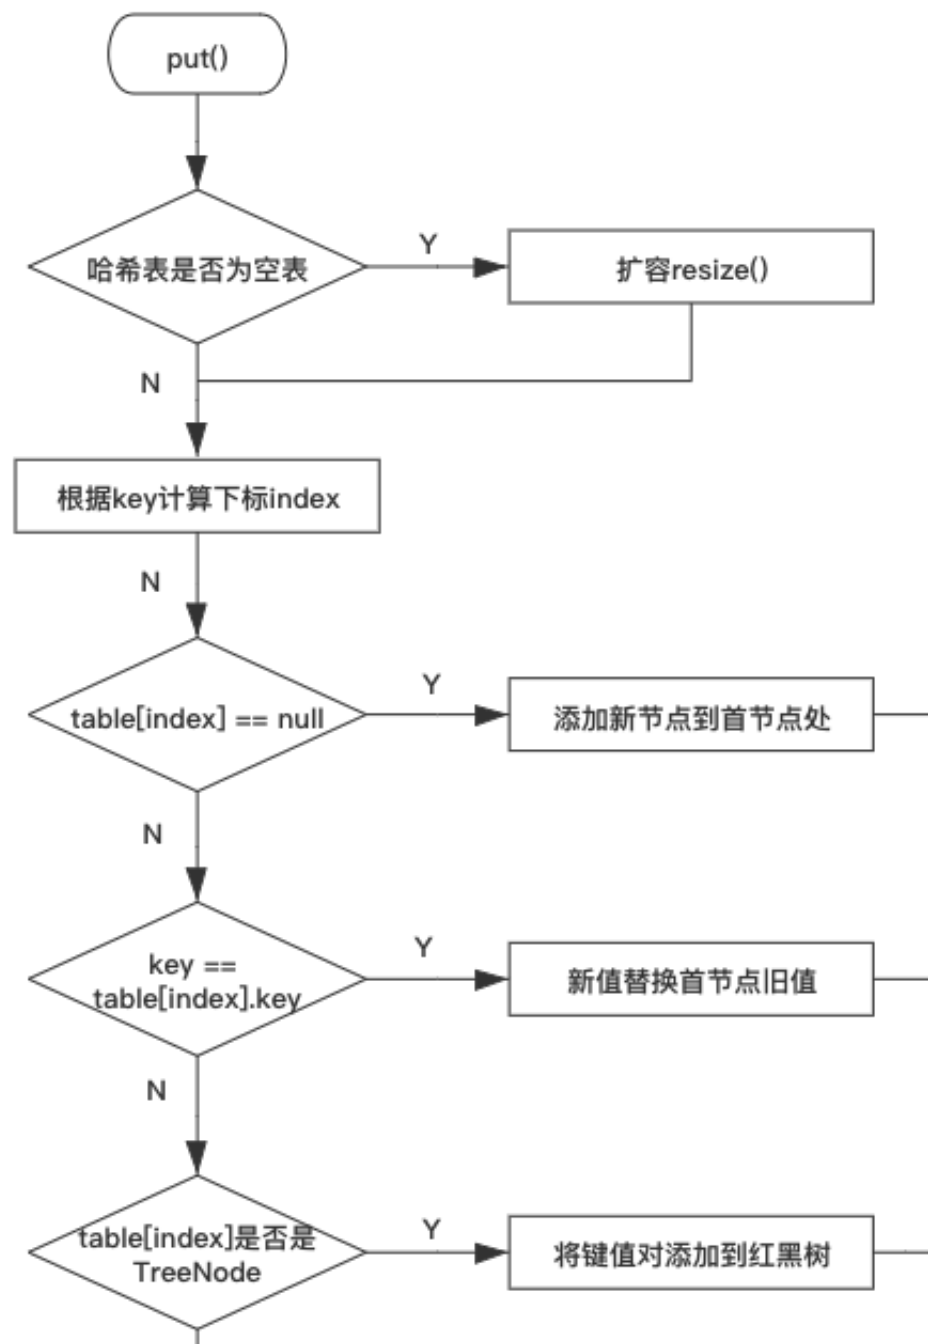 put()
哈希表是否为空表
Y
扩容resize()
N
根据key计算下标index
N
table[index] == null
Y
添加新节点到首节点处
N
key ==
table[index].key
Y
新值替换首节点旧值
N
table[index]是否是
TreeNode
Y
将键值对添加到红黑树